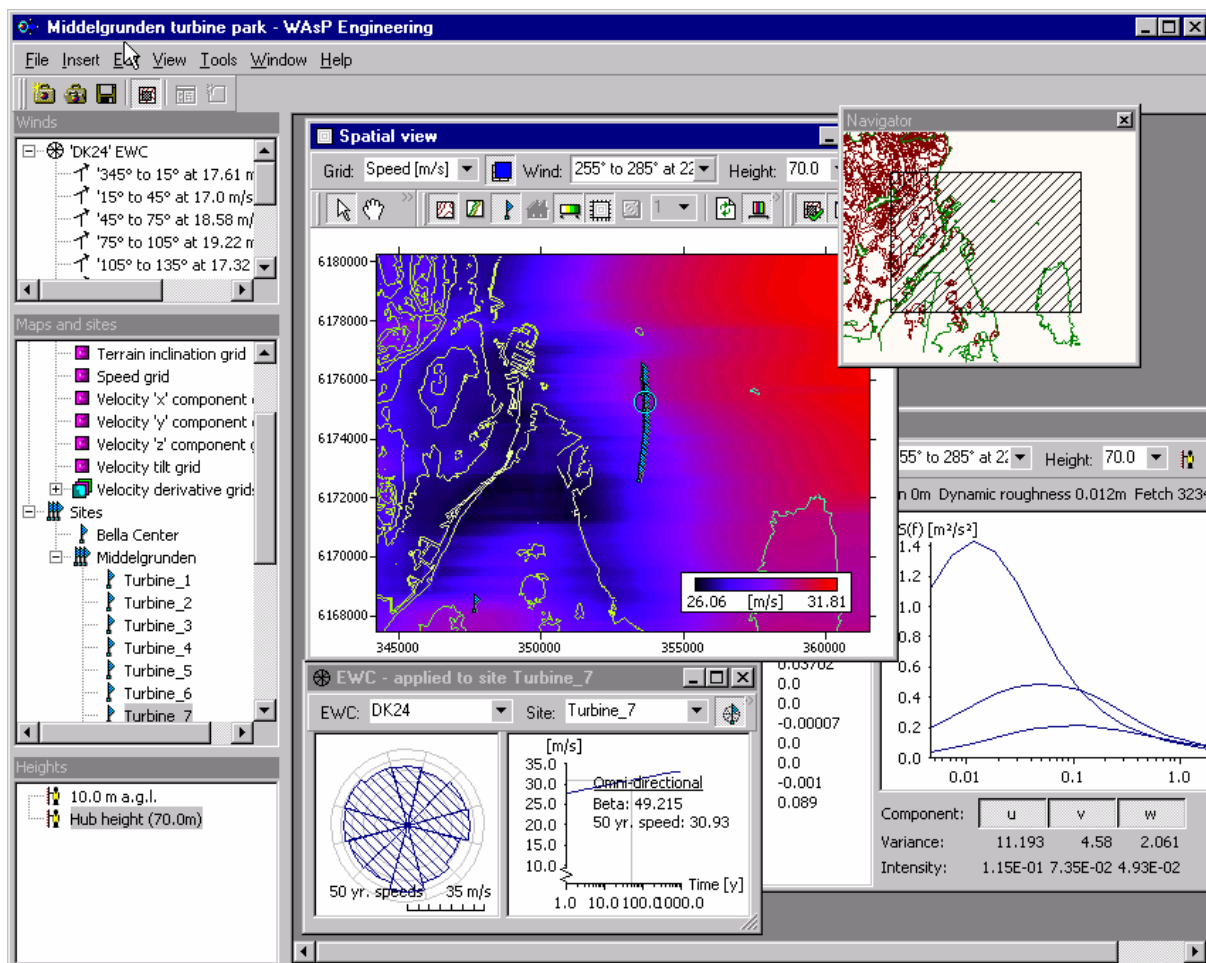 Middelgrunden turbine park - WAsP Engineering
File Insert View Tools Window Help
Winds
'DK24' EWC
'345° to 15° at 17.61 m
'15° to 45° at 17.0 m/s
'45° to 75° at 18.58 m/
'75° to 105° at 19.22 m
'105° to 135° at 17.32
Maps and sites
Terrain inclination grid
Speed grid
Velocity 'x' component
Velocity 'y' component
Velocity 'z' component g
Velocity tilt grid
Velocity derivative grids
Sites
Bella Center
Middelgrunden
Turbine_1
Turbine_2
Turbine_3
Turbine_4
Turbine_5
Turbine_6
Turbine_7
Heights
10.0 m a.g.l.
Hub height (70.0m)
Spatial view
Grid: Speed [m/s] Wind: 255° to 285° at 22 Height: 70.0
1
6180000
6178000
6176000
6174000
6172000
6170000
6168000
345000 350000 355000 360000
26.06 [m/s] 31.81
Navigator
EWC - applied to site Turbine_7
EWC: DK24 Site: Turbine_7
50 yr. speeds 35 m/s
[m/s]
35.0
30.0
25.0
20.0
15.0
10.0
Omni-directional
Beta: 49.215
50 yr. speed: 30.93
Time [y]
1.0 10.0 100.0 1000.0
0.03702
0.0
0.0
-0.00007
0.0
0.0
-0.001
0.089
55° to 285° at 22 Height: 70.0
n 0m Dynamic roughness 0.012m Fetch 3234
S(f) [m²/s²]
1.4
1.2
1.0
0.8
0.6
0.4
0.2
0.0
0.01 0.1 1.0
Component: u v w
Variance: 11.193 4.58 2.061
Intensity: 1.15E-01 7.35E-02 4.93E-02